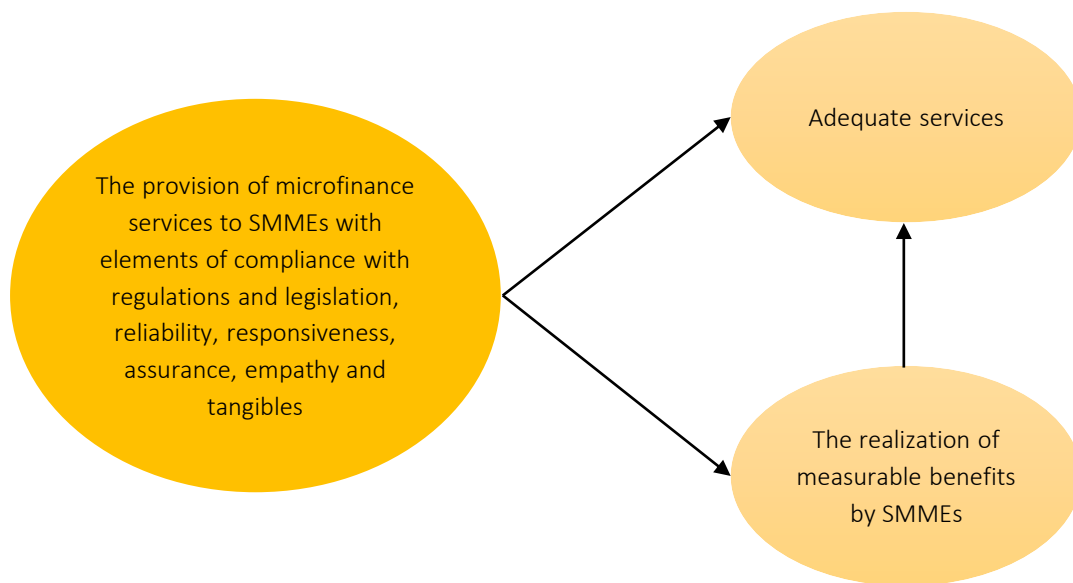 The provision of microfinance
services to SMMEs with
elements of compliance with
regulations and legislation,
reliability, responsiveness,
assurance, empathy and
tangibles
Adequate services
The realization of
measurable benefits
by SMMEs